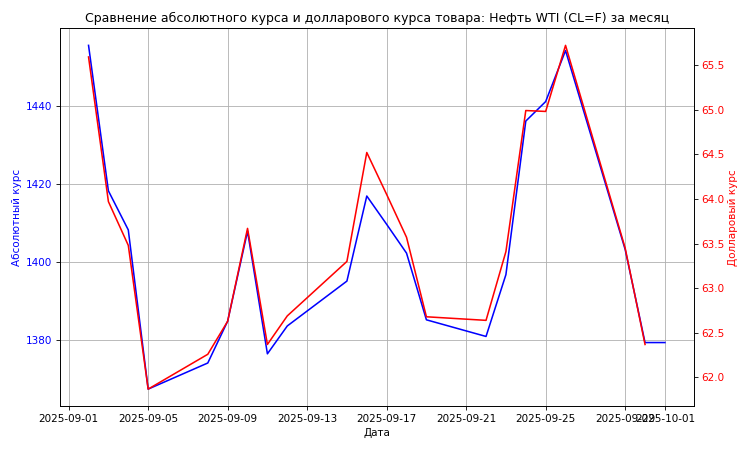 Сравнение абсолютного курса и долларового курса товара: Нефть WTI (CL=F) за месяц
Абсолютный курс
1440
1420
1400
1380
65.5
65.0
64.5
64.0
63.5
63.0
62.5
62.0
Долларовый курс
2025-09-01 2025-09-05 2025-09-09 2025-09-13 2025-09-17 2025-09-21 2025-09-25 2025-09-29 2025-10-01
Дата